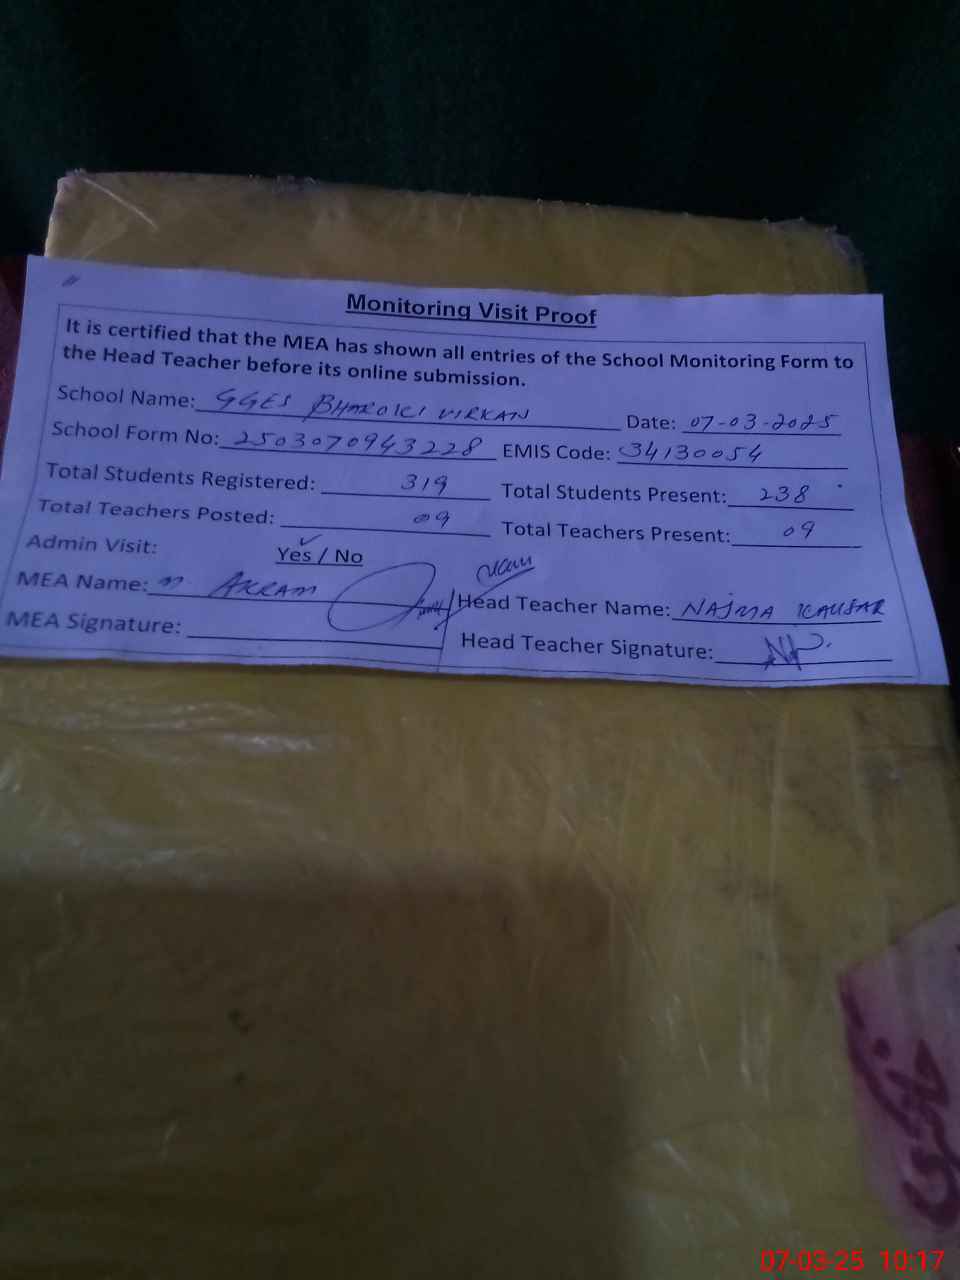 Monitoring Visit Proof
It is certified that the MEA has shown all entries of the School Monitoring Form to
the Head Teacher before its online submission.
School Name: GGES BHAROKI VIRKAN Date: 07-03-2025
School Form No: 2503070943228 EMIS Code: 34130054
Total Students Registered: 319 Total Students Present: 238
Total Teachers Posted: 09 Total Teachers Present: 09
Admin Visit: Yes / No
MEA Name: M AKRAM Head Teacher Name: NAJMA KAUSAR
MEA Signature: Head Teacher Signature:
07-03-25 10:17